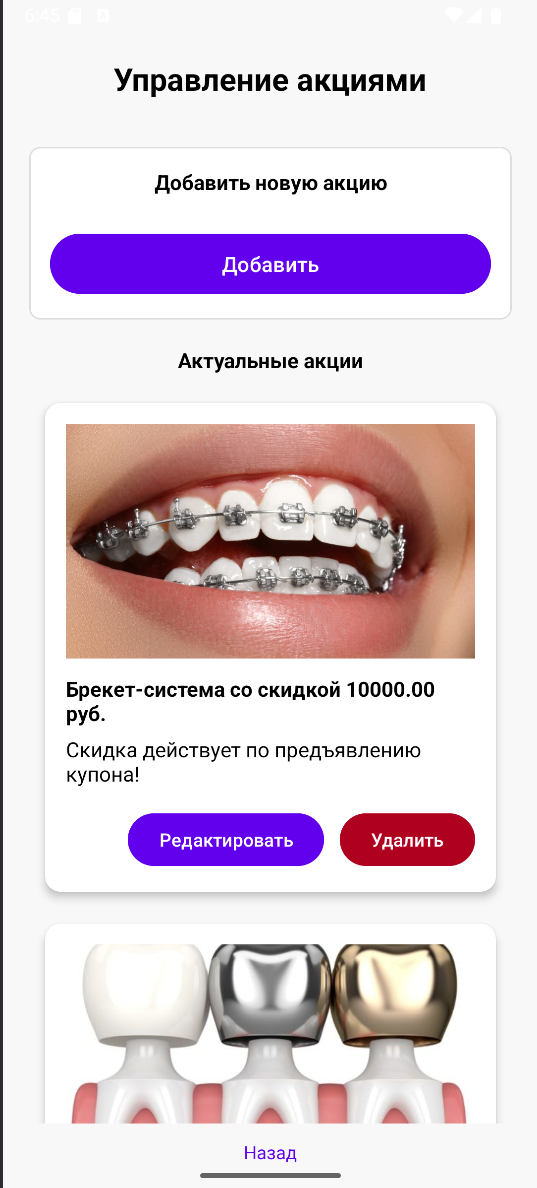 6:45
Управление акциями
Добавить новую акцию
Добавить
Актуальные акции
Брекет-система со скидкой 10000.00
руб.
Скидка действует по предъявлению
купона!
Редактировать Удалить
Назад